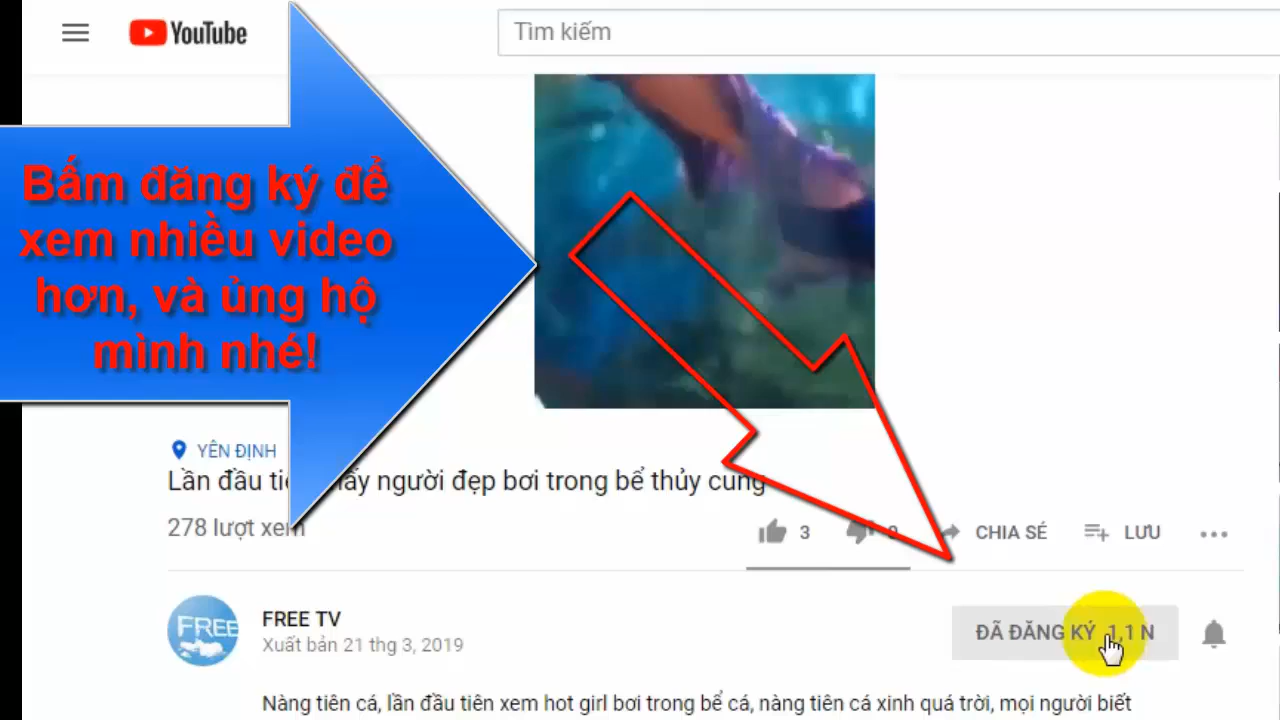 YouTube
Tìm kiếm
Bấm đăng ký để
xem nhiều video
hơn, và ủng hộ
mình nhé!
YÊN ĐỊNH
Lần đầu người đẹp bơi trong bể thủy cung
278 lượt xem
3
CHIA SẺ
LƯU
FREE
FREE TV
Xuất bản 21 thg 3, 2019
ĐÃ ĐĂNG KÝ 1,1 N
Nàng tiên cá, lần đầu tiên xem hot girl bơi trong bể cá, nàng tiên cá xinh quá trời, mọi người biết